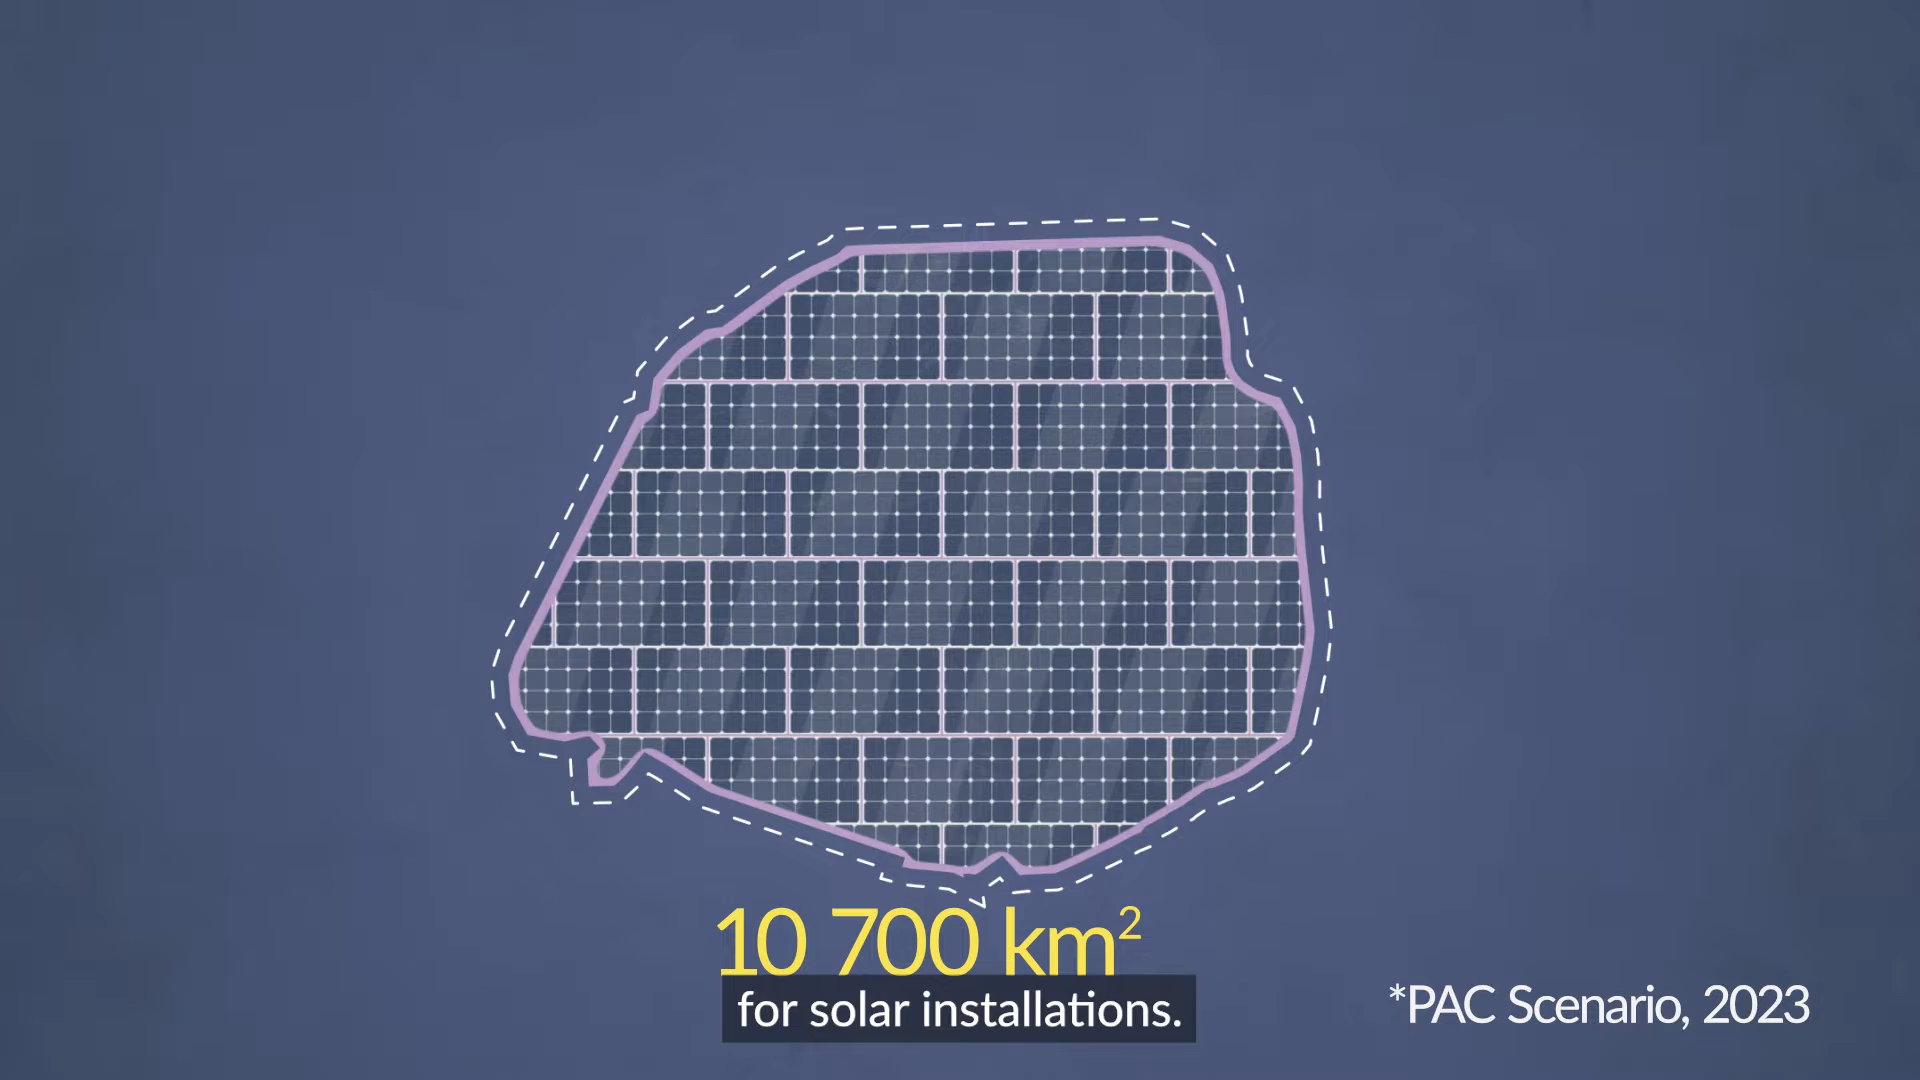 10 700 km²
for solar installations.
*PAC Scenario, 2023